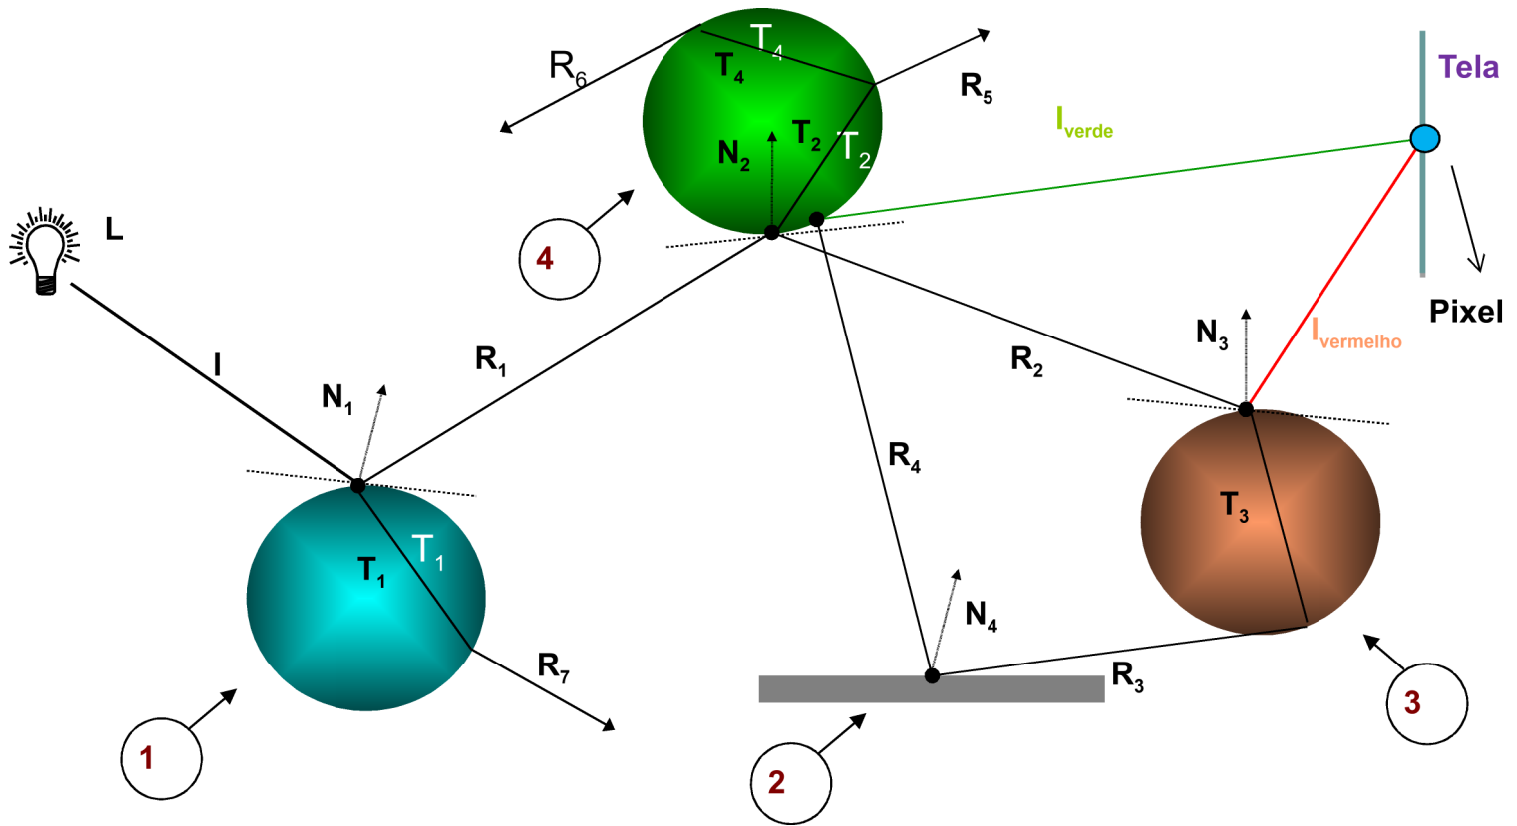 T4
R6
T4
R5
Tela
Iverde
T2
T2
N2
L
4
Pixel
N3
Ivermelho
I
R1
R2
N1
R4
T3
T1
T1
N4
R7
R3
3
1
2